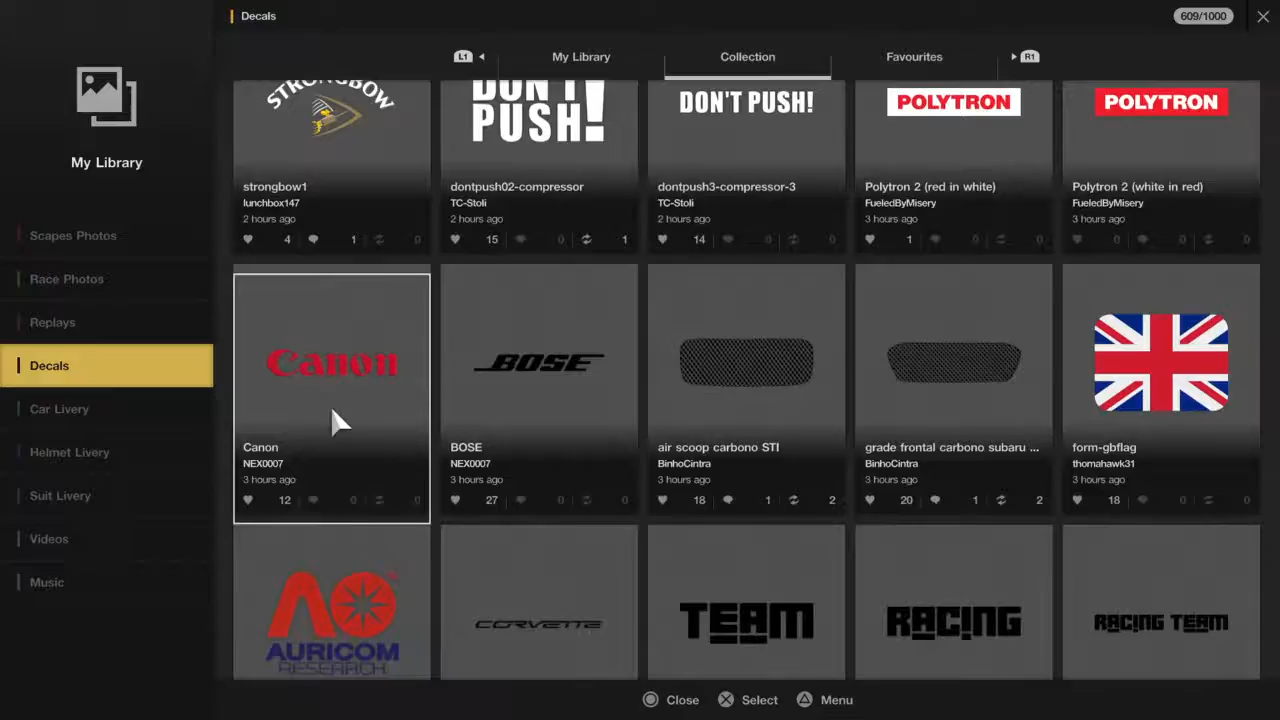 Decals
609/1000
My Library
L1
My Library
Collection
Favourites
R1
Scapes Photos
Race Photos
Replays
Decals
Car Livery
Helmet Livery
Suit Livery
Videos
Music
STRONGBOW
strongbow1
lunchbox147
2 hours ago
4 1 0
DON'T
PUSH!
dontpush02-compressor
TC-Stoli
2 hours ago
15 0 1
DON'T PUSH!
dontpush3-compressor-3
TC-Stoli
2 hours ago
14 0 0
POLYTRON
Polytron 2 (red in white)
FueledByMisery
3 hours ago
1 0 0
POLYTRON
Polytron 2 (white in red)
FueledByMisery
3 hours ago
0 0 0
Canon
Canon
NEX0007
3 hours ago
12 0 0
BOSE
BOSE
NEX0007
3 hours ago
27 0 0
air scoop carbono STI
BinhoCintra
3 hours ago
18 1 2
grade frontal carbono subaru ...
BinhoCintra
3 hours ago
20 1 2
form-gbflag
thomahawk31
3 hours ago
18 0 0
AURICOM
RESEARCH
CORVETTE
TEAM
RACING
RACING TEAM
Close
Select
Menu